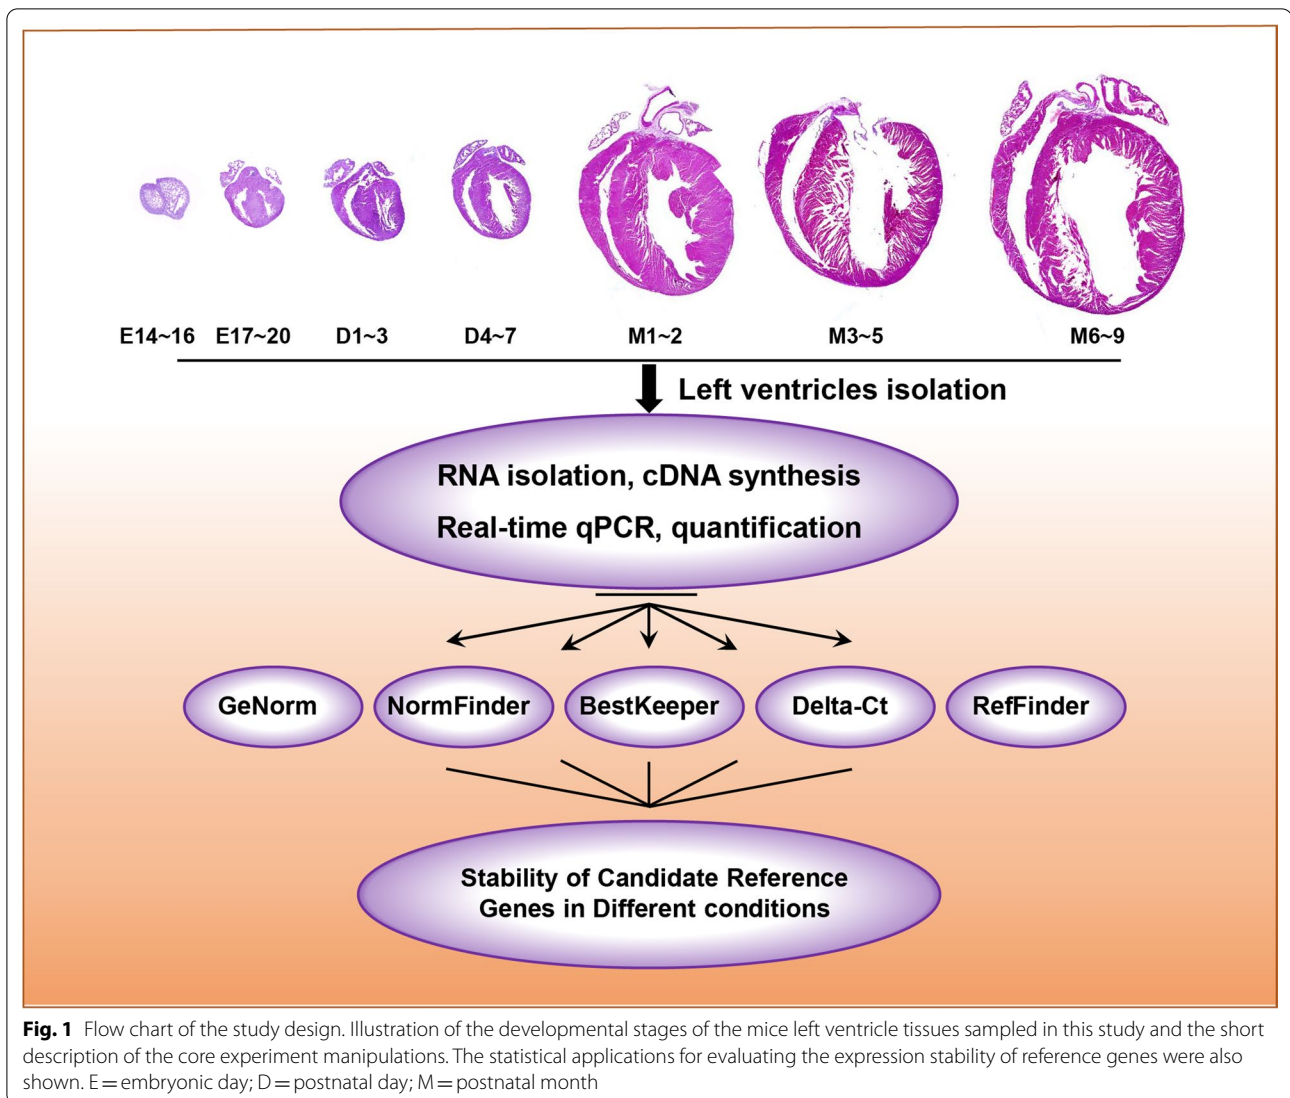 E14~16 E17~20 D1~3 D4~7 M1~2 M3~5 M6~9
Left ventricles isolation
RNA isolation, cDNA synthesis
Real-time qPCR, quantification
GeNorm NormFinder BestKeeper Delta-Ct RefFinder
Stability of Candidate Reference
Genes in Different conditions
Fig. 1 Flow chart of the study design. Illustration of the developmental stages of the mice left ventricle tissues sampled in this study and the short
description of the core experiment manipulations. The statistical applications for evaluating the expression stability of reference genes were also
shown. E = embryonic day; D = postnatal day; M = postnatal month